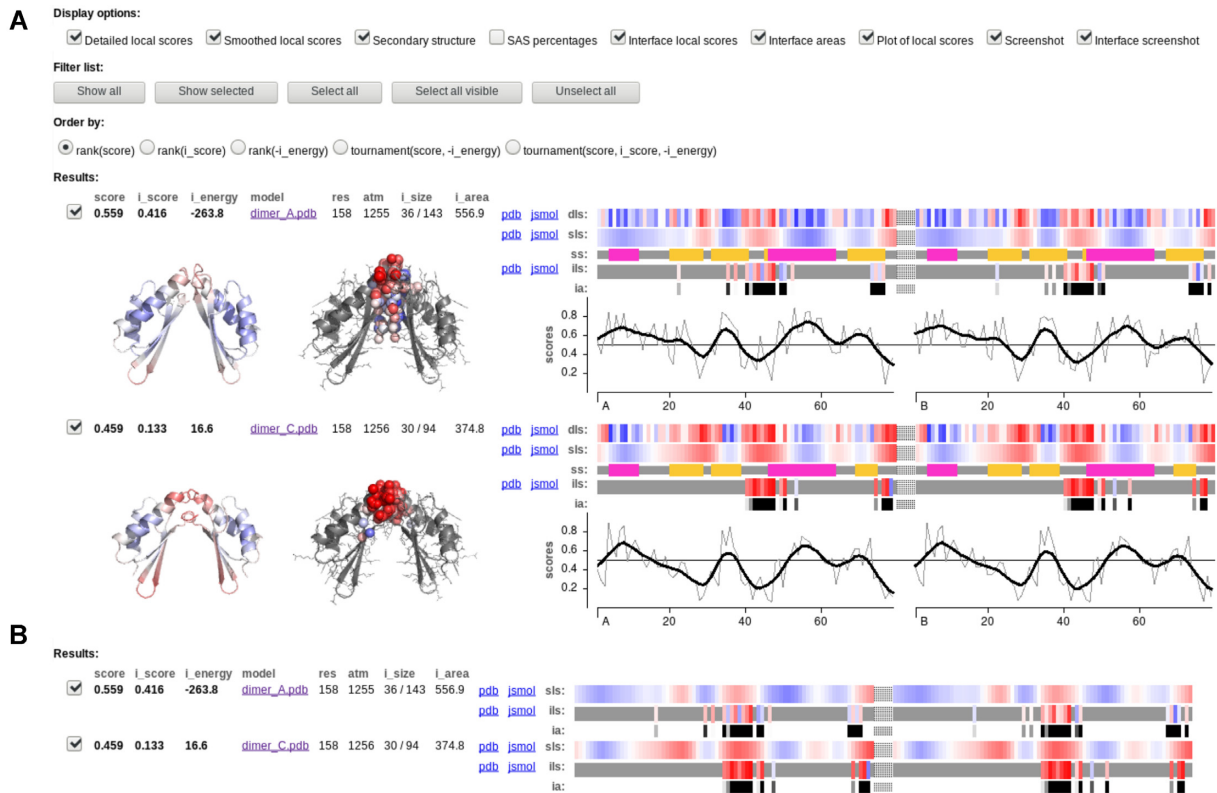 A
Display options:
Detailed local scores Smoothed local scores Secondary structure SAS percentages Interface local scores Interface areas Plot of local scores Screenshot Interface screenshot
Filter list:
Show all Show selected Select all Select all visible Unselect all
Order by:
rank(score) rank(i_score) rank(-i_energy) tournament(score, -i_energy) tournament(score, i_score, -i_energy)
Results:
score i_score i_energy model res atm i_size i_area
0.559 0.416 -263.8 dimer_A.pdb 158 1255 36 / 143 556.9 pdb jsmol dls:
pdb jsmol sls:
ss:
pdb jsmol ils:
ia:
scores
0.8
0.6
0.4
0.2
A 20 40 60 B 20 40 60
0.459 0.133 16.6 dimer_C.pdb 158 1256 30 / 94 374.8 pdb jsmol dls:
pdb jsmol sls:
ss:
pdb jsmol ils:
ia:
scores
0.8
0.6
0.4
0.2
A 20 40 60 B 20 40 60
B
Results:
score i_score i_energy model res atm i_size i_area
0.559 0.416 -263.8 dimer_A.pdb 158 1255 36 / 143 556.9 pdb jsmol sls:
pdb jsmol ils:
ia:
0.459 0.133 16.6 dimer_C.pdb 158 1256 30 / 94 374.8 pdb jsmol sls:
pdb jsmol ils:
ia: